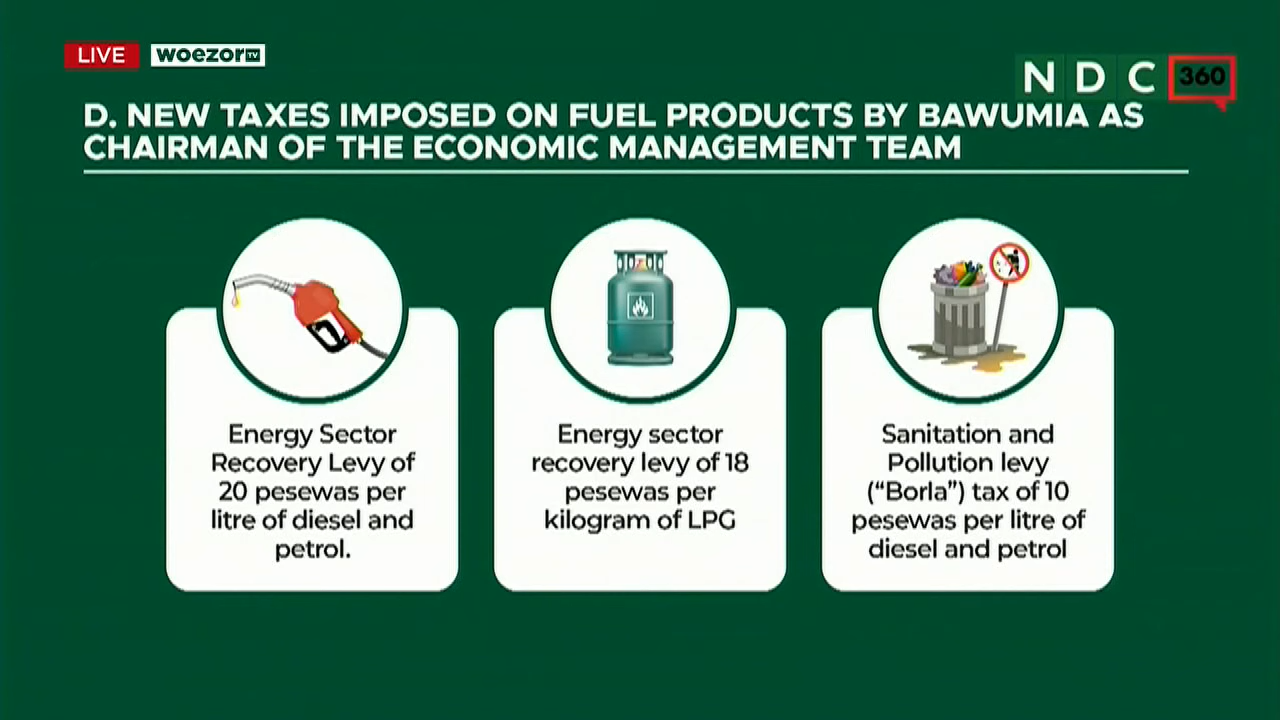 LIVE woezor TV
NDC 360
D. NEW TAXES IMPOSED ON FUEL PRODUCTS BY BAWUMIA AS
CHAIRMAN OF THE ECONOMIC MANAGEMENT TEAM
Energy Sector
Recovery Levy of
20 pesewas per
litre of diesel and
petrol.
Energy sector
recovery levy of 18
pesewas per
kilogram of LPG
Sanitation and
Pollution levy
(“Borla”) tax of 10
pesewas per litre of
diesel and petrol